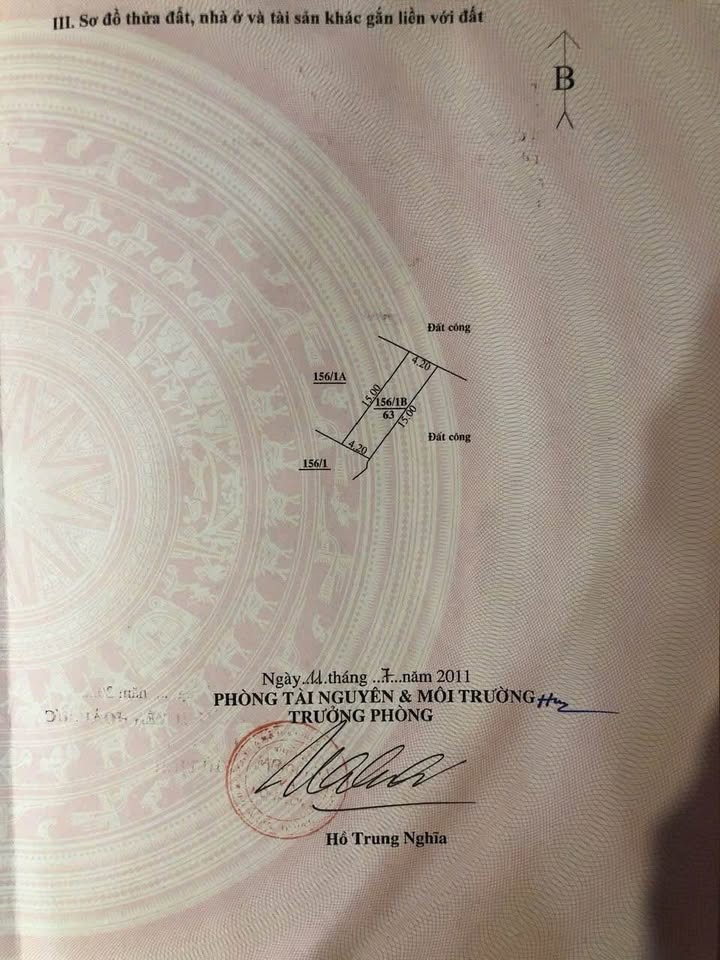 III. Sơ đồ thửa đất, nhà ở và tài sản khác gắn liền với đất
B
Đất công
4.20
156/1A
15.00
156/1B
63
15.00
Đất công
4.20
156/1
Ngày 11 tháng ..7...năm 2011
PHÒNG TÀI NGUYÊN & MÔI TRƯỜNG
TRƯỞNG PHÒNG
Hồ Trung Nghĩa